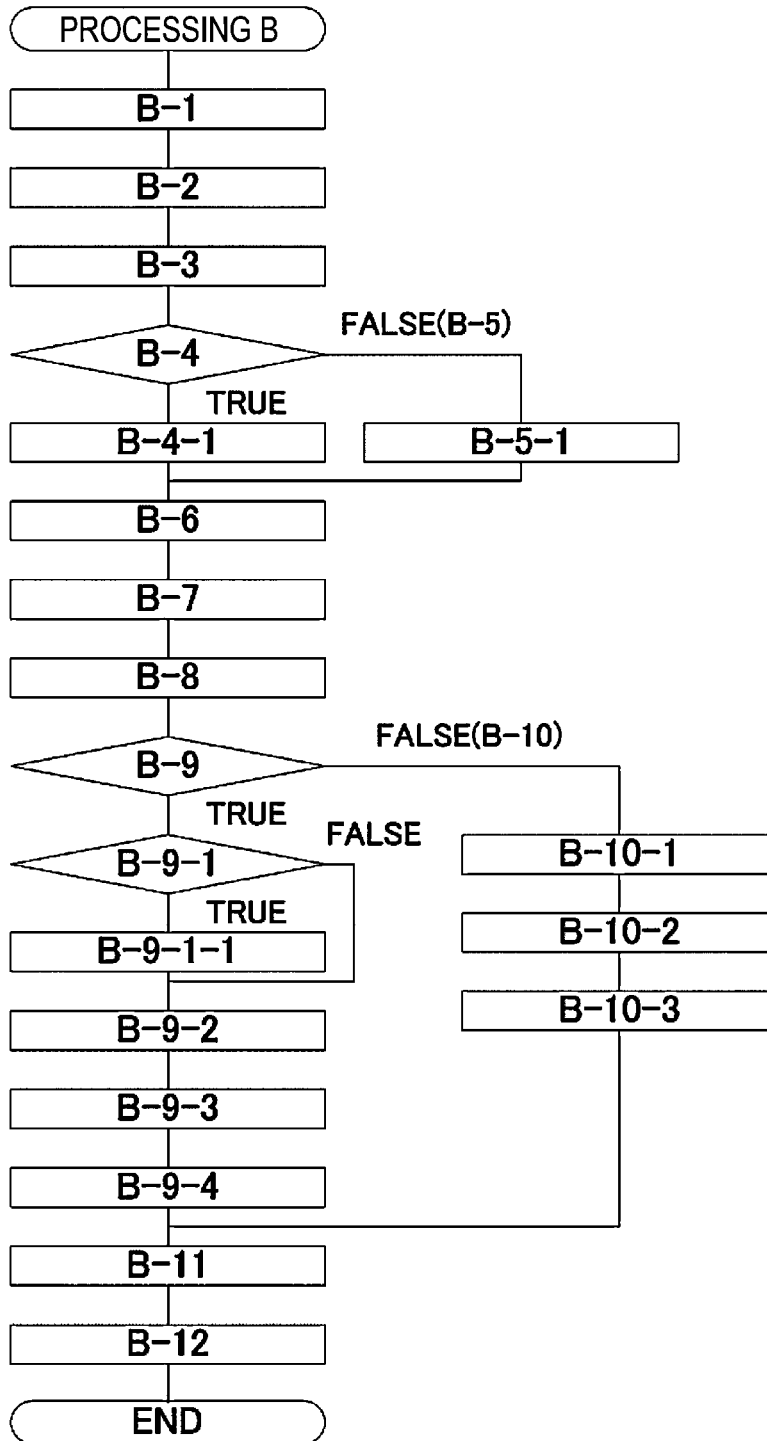 PROCESSING B
B-1
B-2
B-3
FALSE(B-5)
B-4
TRUE
B-4-1
B-5-1
B-6
B-7
B-8
FALSE(B-10)
B-9
TRUE
FALSE
B-9-1
B-10-1
TRUE
B-9-1-1
B-10-2
B-10-3
B-9-2
B-9-3
B-9-4
B-11
B-12
END